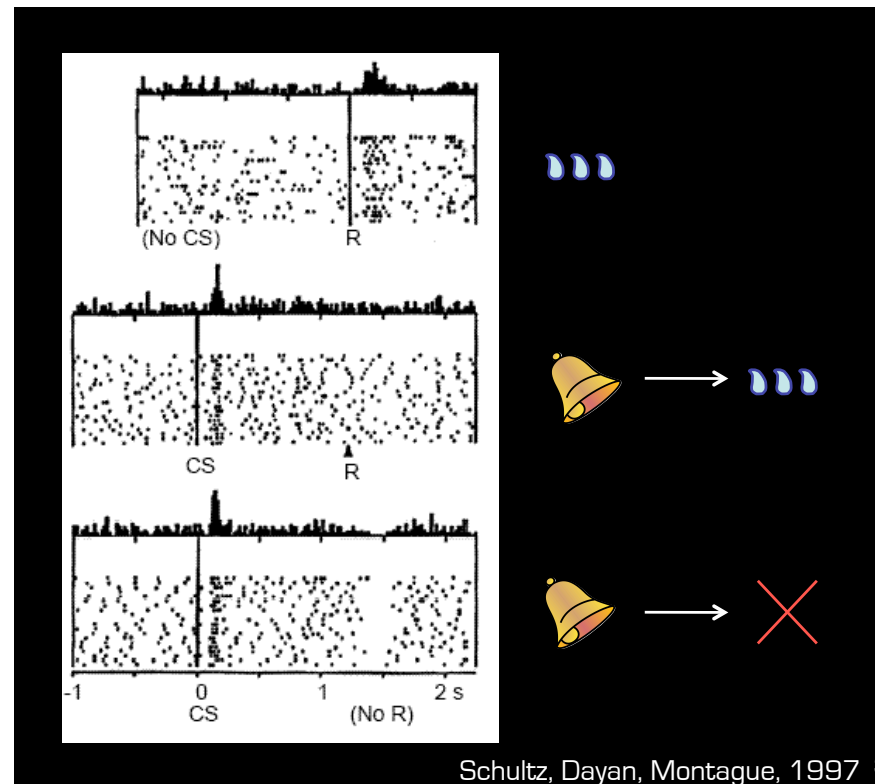 (No CS) R
CS
R
-1 0 1 2 s
CS (No R)
Schultz, Dayan, Montague, 1997